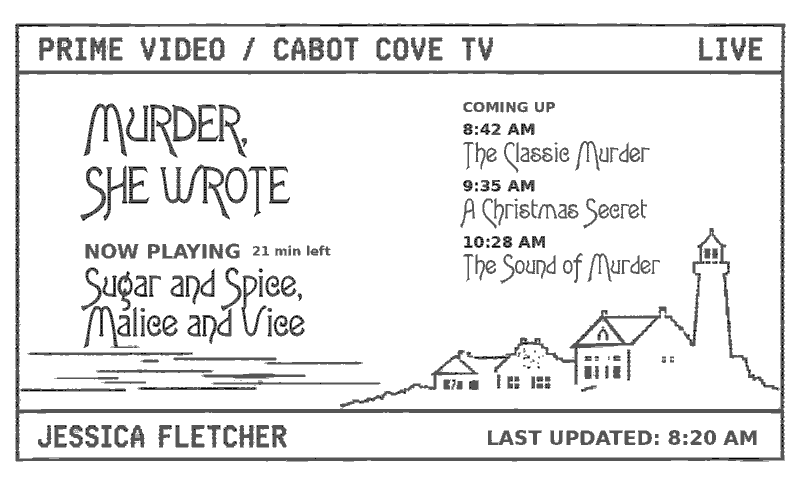 PRIME VIDEO / CABOT COVE TV
LIVE
MURDER,
SHE WROTE
NOW PLAYING 21 min left
Sugar and Spice,
Malice and Vice
COMING UP
8:42 AM
The Classic Murder
9:35 AM
A Christmas Secret
10:28 AM
The Sound of Murder
JESSICA FLETCHER
LAST UPDATED: 8:20 AM